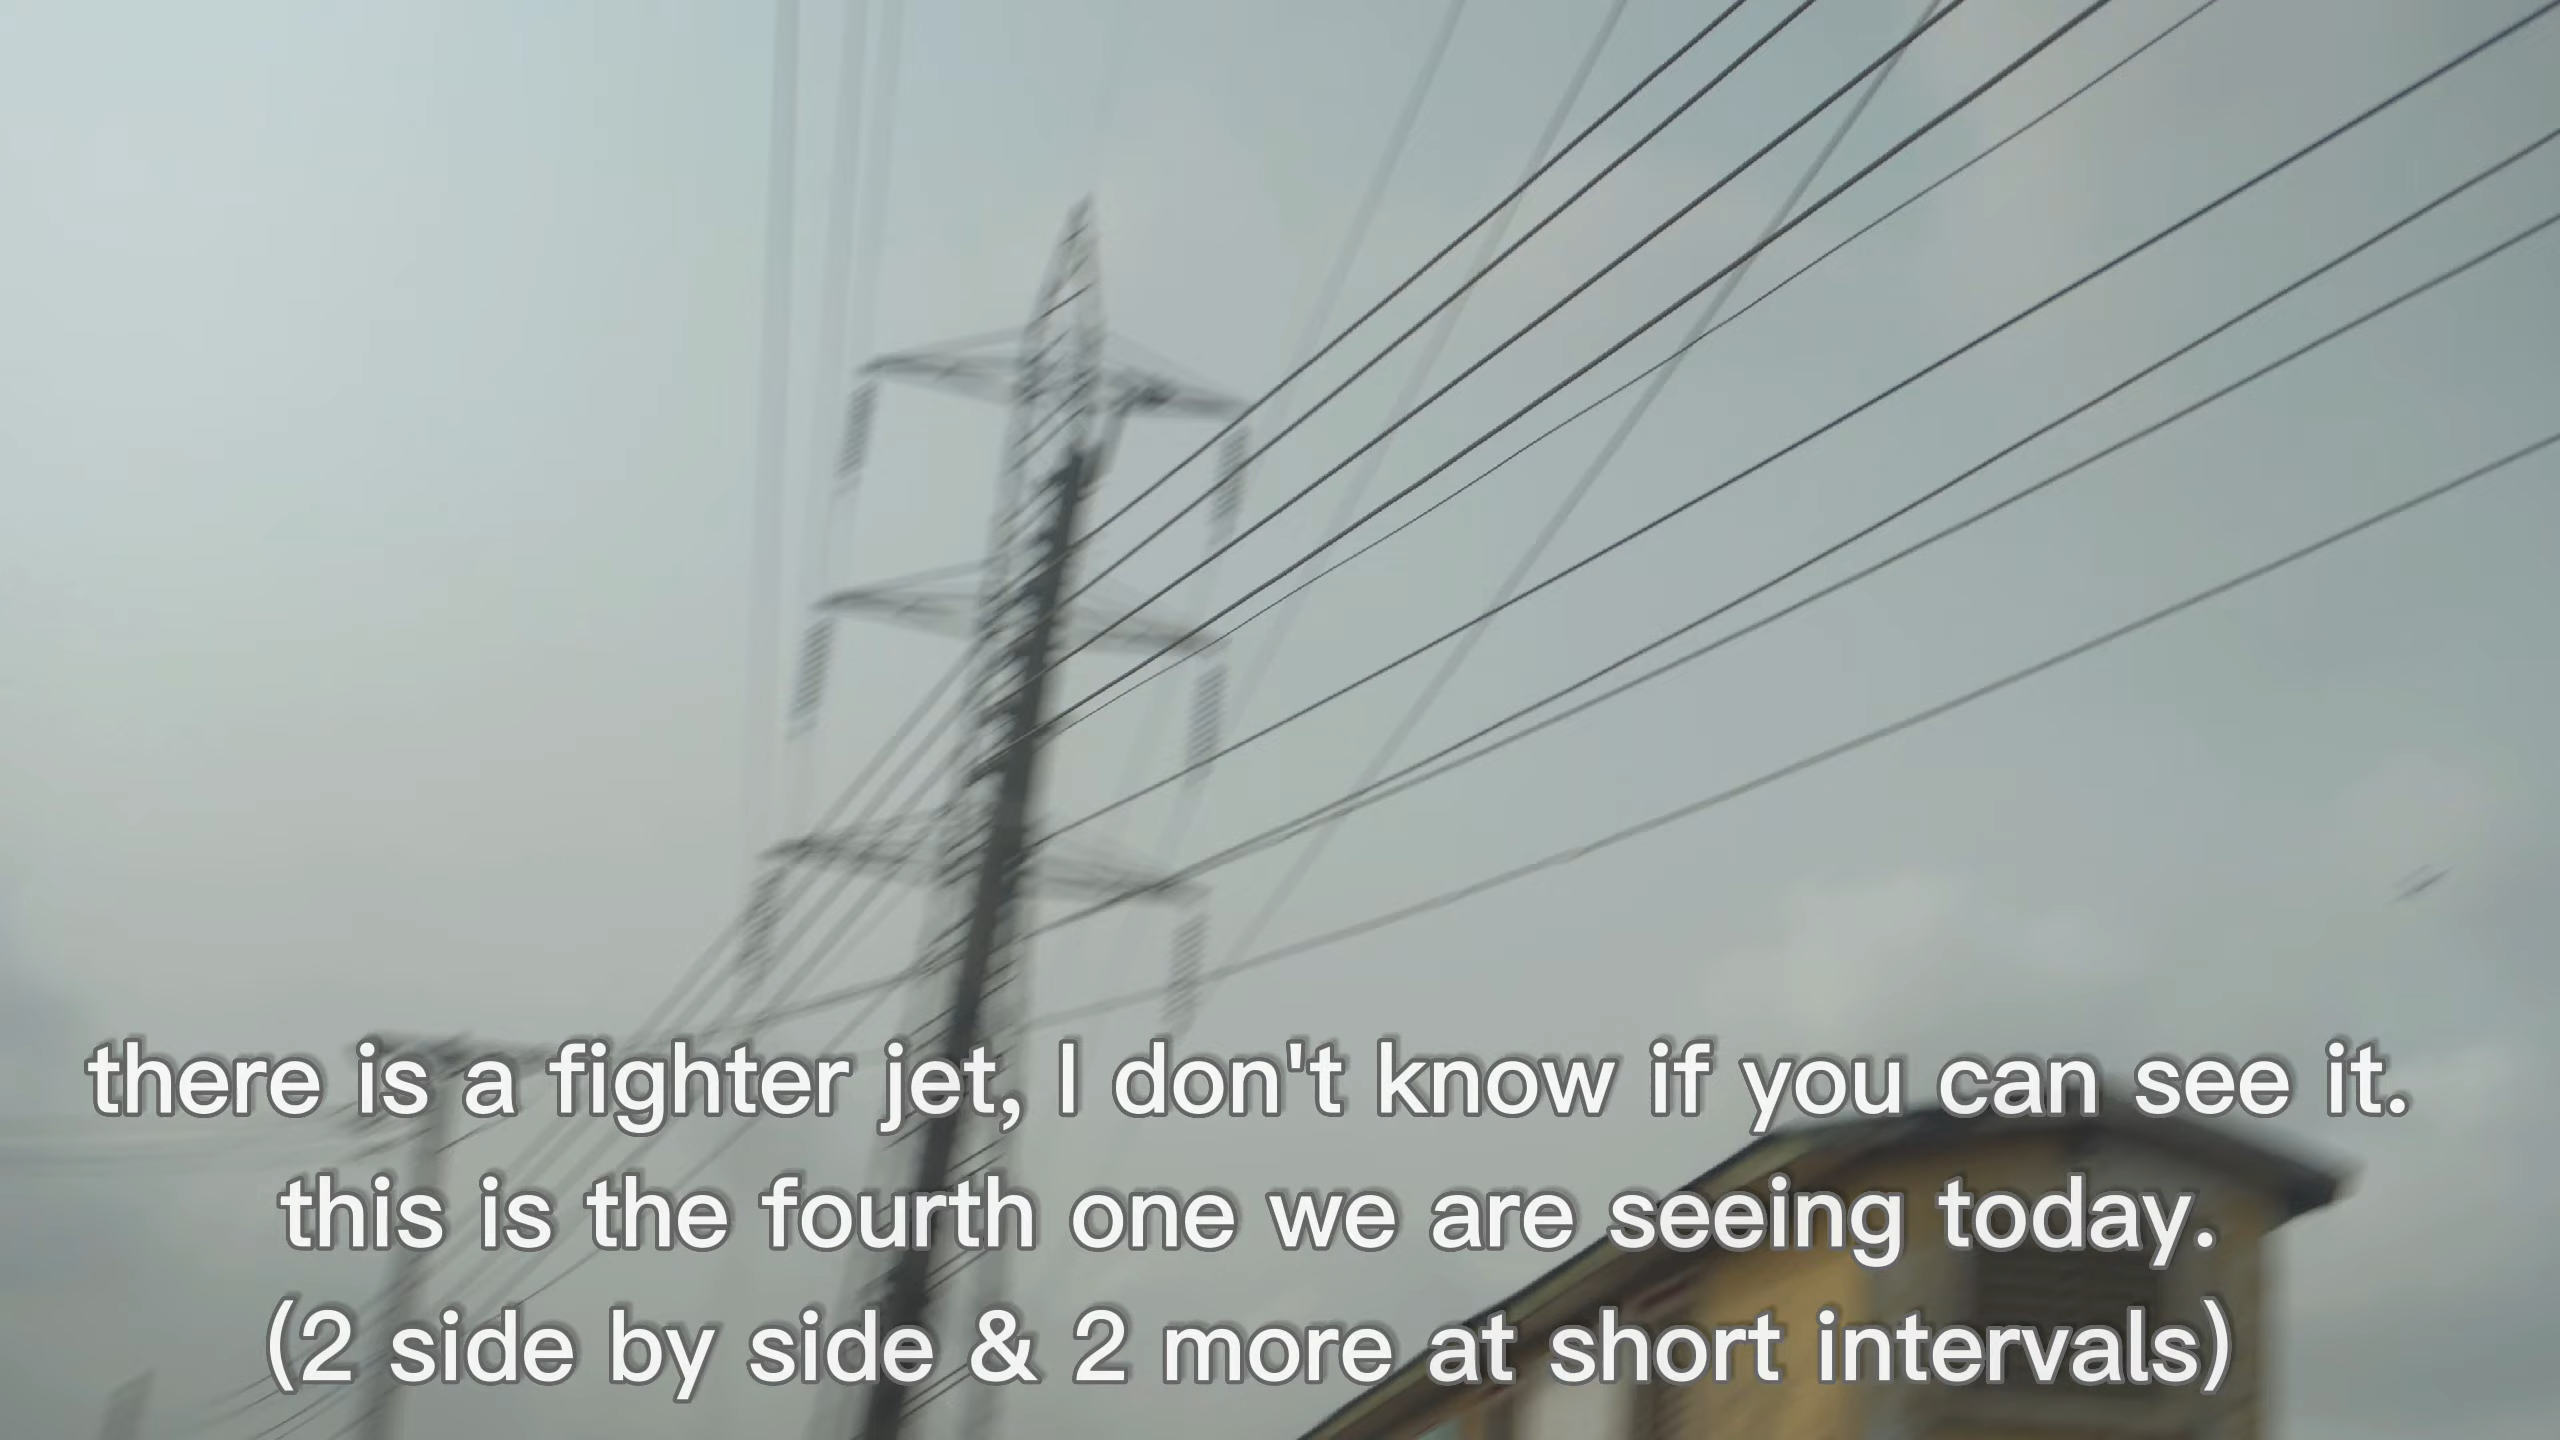 there is a fighter jet, I don't know if you can see it.
this is the fourth one we are seeing today.
(2 side by side & 2 more at short intervals)